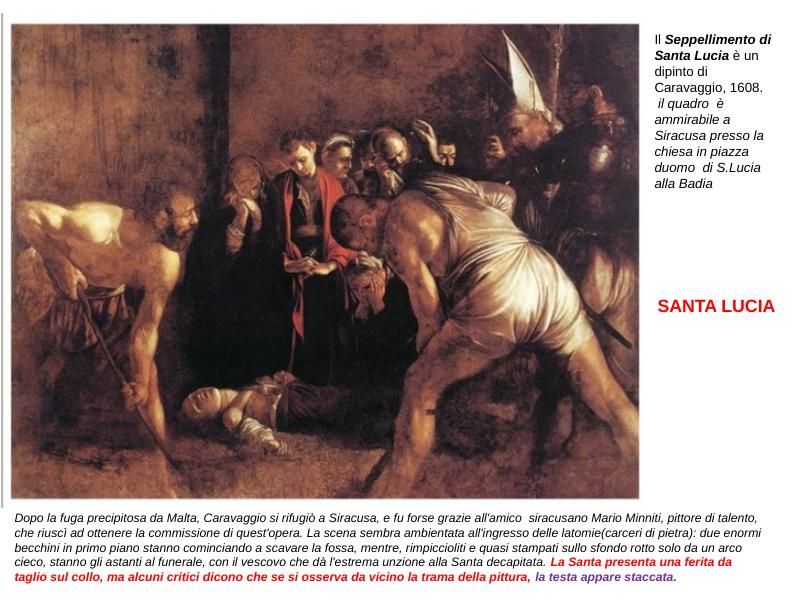 Il Seppellimento di
Santa Lucia è un
dipinto di
Caravaggio, 1608.
il quadro è
ammirabile a
Siracusa presso la
chiesa in piazza
duomo di S.Lucia
alla Badia
SANTA LUCIA
Dopo la fuga precipitosa da Malta, Caravaggio si rifugiò a Siracusa, e fu forse grazie all'amico siracusano Mario Minniti, pittore di talento,
che riuscì ad ottenere la commissione di quest'opera. La scena sembra ambientata all'ingresso delle latomie(carceri di pietra): due enormi
becchini in primo piano stanno cominciando a scavare la fossa, mentre, rimpiccioliti e quasi stampati sullo sfondo rotto solo da un arco
cieco, stanno gli astanti al funerale, con il vescovo che dà l'estrema unzione alla Santa decapitata. La Santa presenta una ferita da
taglio sul collo, ma alcuni critici dicono che se si osserva da vicino la trama della pittura, la testa appare staccata.